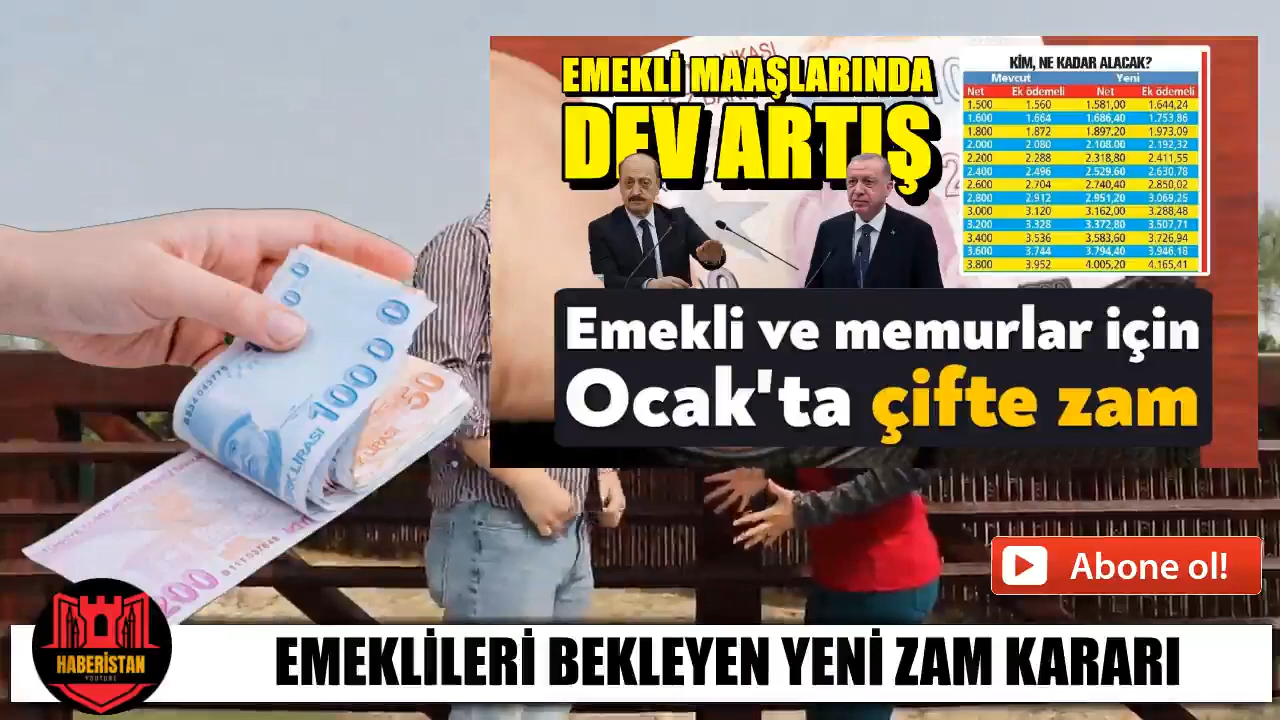 EMEKLİ MAAŞLARINDA
DEV ARTIŞ
KİM, NE KADAR ALACAK?
Mevcut Yeni
Net Ek ödemeli Net Ek ödemeli
1.500 1.560 1.581,00 1.644,24
1.600 1.664 1.686,40 1.753,86
1.800 1.872 1.897,20 1.973,09
2.000 2.080 2.108,00 2.192,32
2.200 2.288 2.318,80 2.411,55
2.400 2.496 2.529,60 2.630,78
2.600 2.704 2.740,40 2.850,02
2.800 2.912 2.951,20 3.069,25
3.000 3.120 3.162,00 3.288,48
3.200 3.328 3.372,80 3.507,71
3.400 3.536 3.583,60 3.726,94
3.600 3.744 3.794,40 3.946,18
3.800 3.952 4.005,20 4.165,41
Emekli ve memurlar için
Ocak'ta çifte zam
100
50
200
Abone ol!
HABERİSTAN
YOUTUBE
EMEKLİLERİ BEKLEYEN YENİ ZAM KARARI